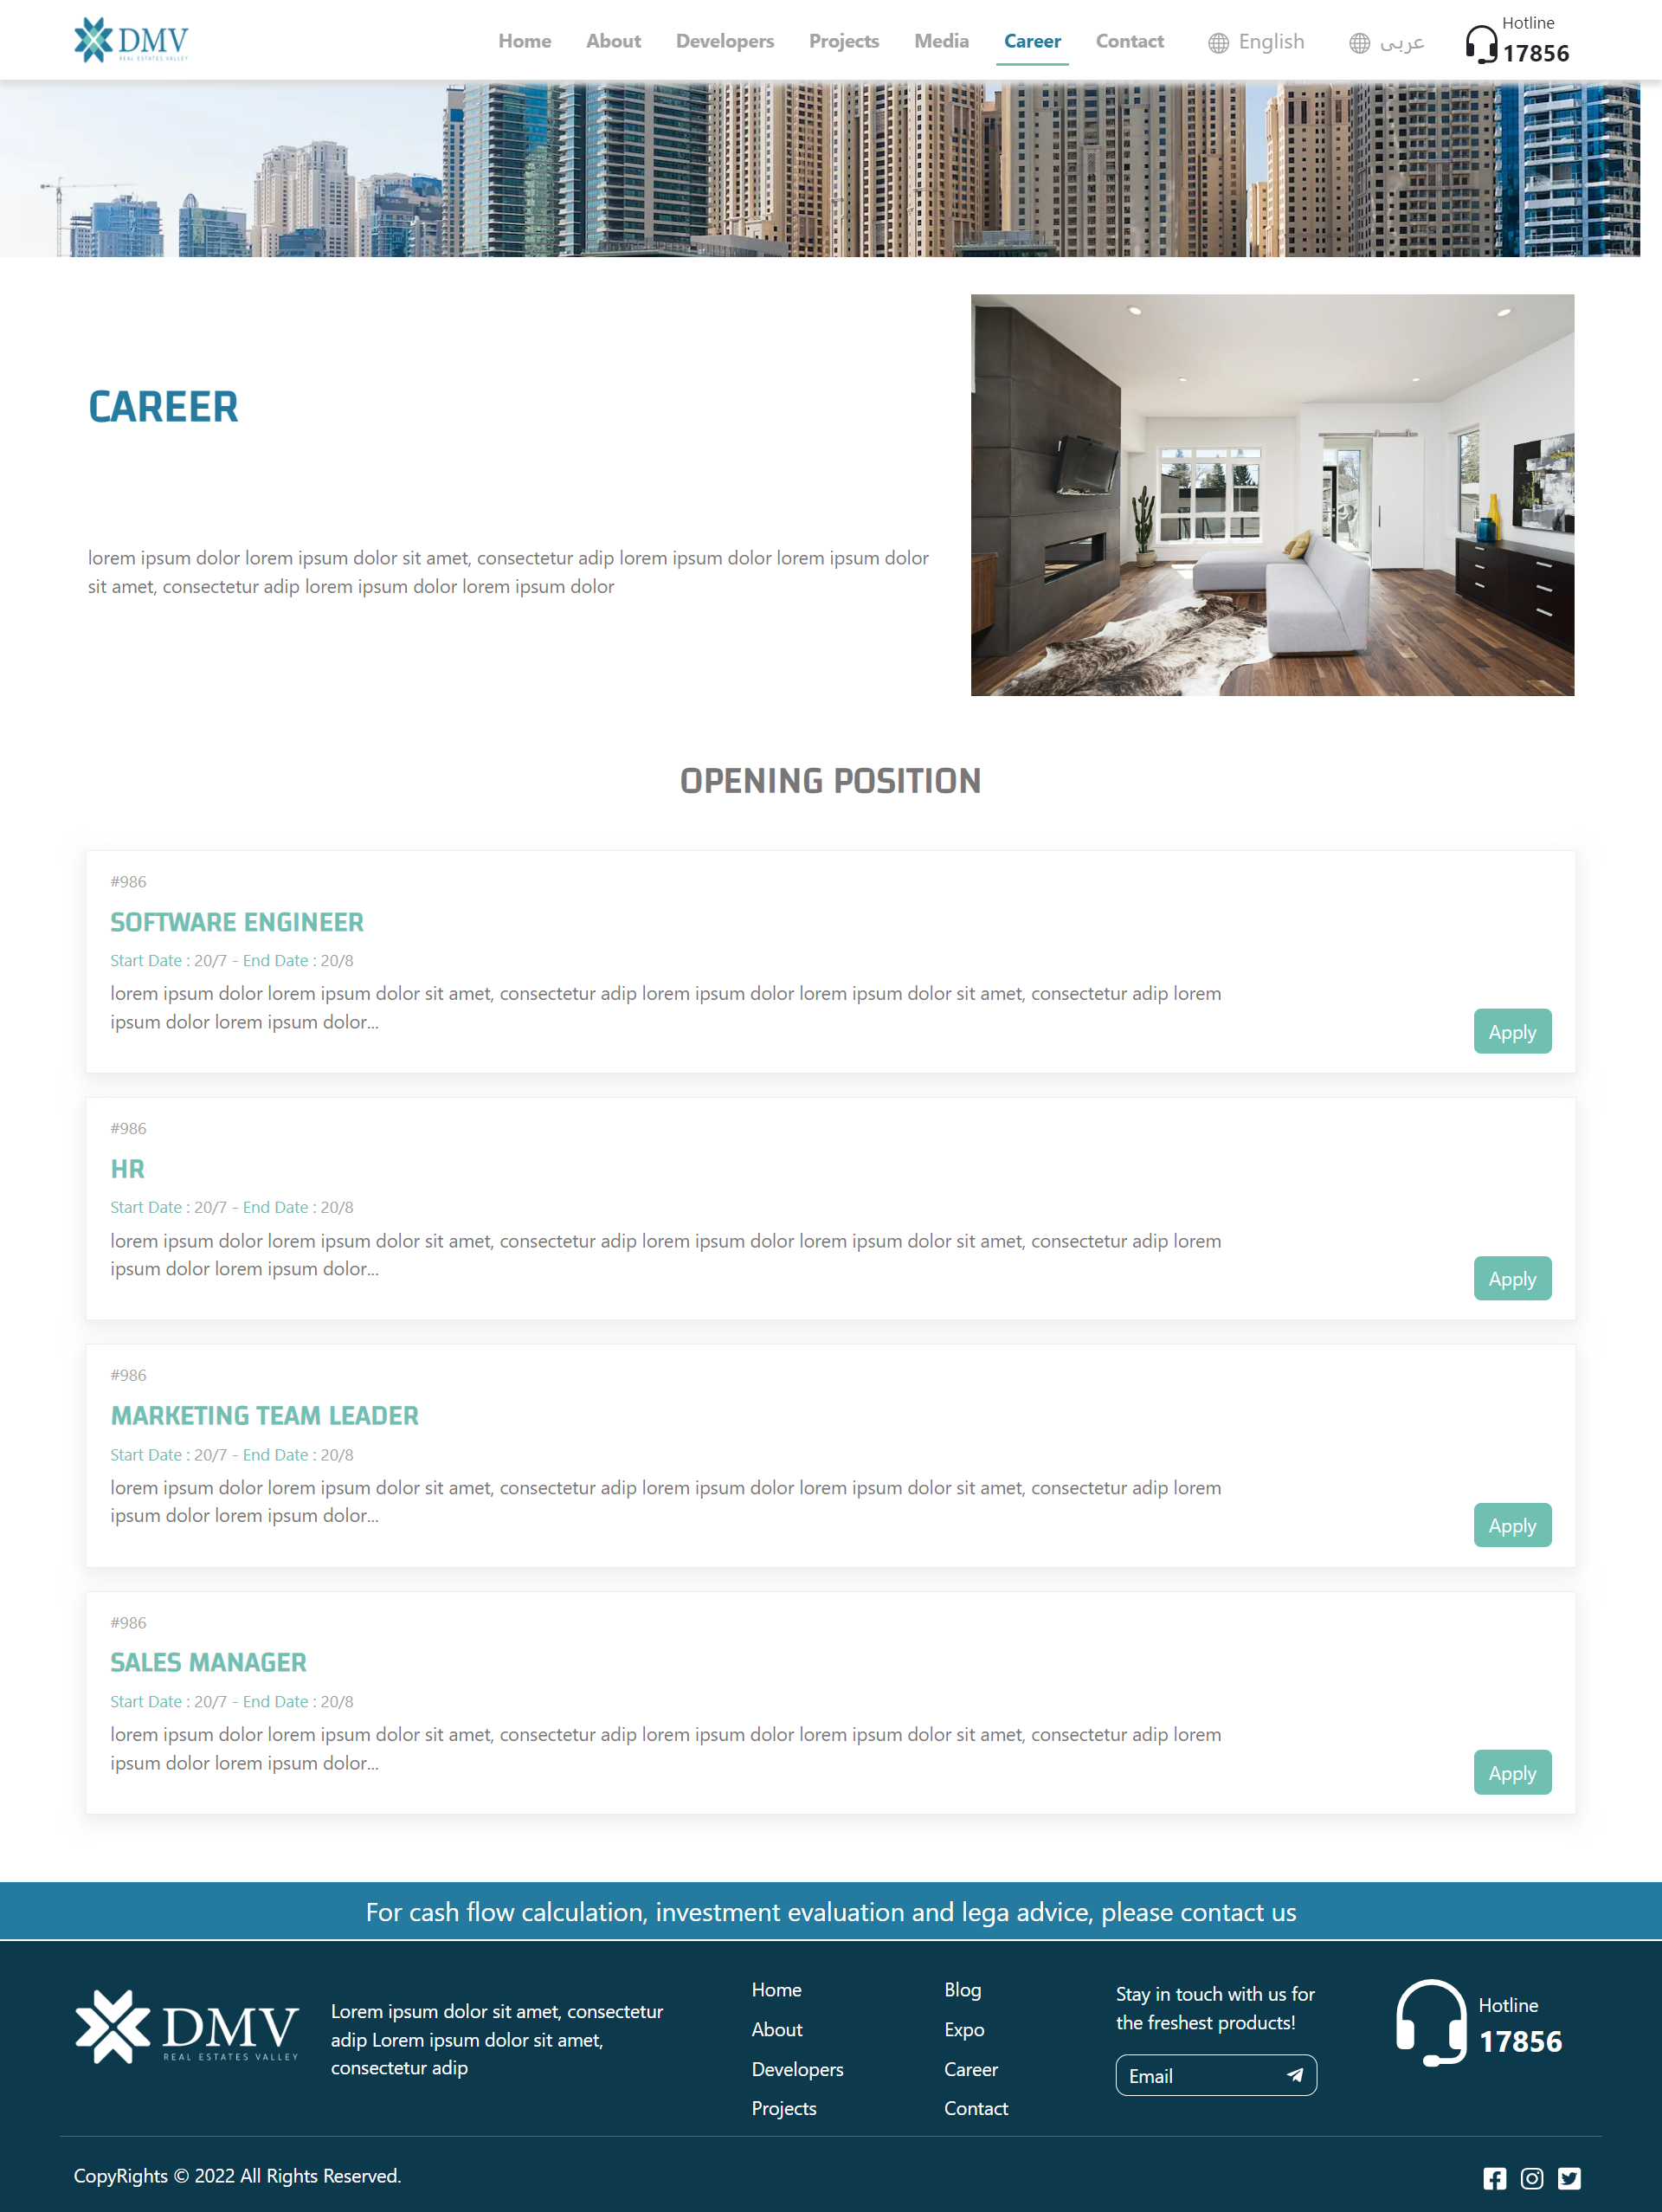 DMV
REAL ESTATES VALLEY
Home About Developers Projects Media Career Contact English عربى
Hotline
17856
CAREER
lorem ipsum dolor lorem ipsum dolor sit amet, consectetur adip lorem ipsum dolor lorem ipsum dolor
sit amet, consectetur adip lorem ipsum dolor lorem ipsum dolor
OPENING POSITION
#986
SOFTWARE ENGINEER
Start Date : 20/7 - End Date : 20/8
lorem ipsum dolor lorem ipsum dolor sit amet, consectetur adip lorem ipsum dolor lorem ipsum dolor sit amet, consectetur adip lorem
ipsum dolor lorem ipsum dolor...
Apply
#986
HR
Start Date : 20/7 - End Date : 20/8
lorem ipsum dolor lorem ipsum dolor sit amet, consectetur adip lorem ipsum dolor lorem ipsum dolor sit amet, consectetur adip lorem
ipsum dolor lorem ipsum dolor...
Apply
#986
MARKETING TEAM LEADER
Start Date : 20/7 - End Date : 20/8
lorem ipsum dolor lorem ipsum dolor sit amet, consectetur adip lorem ipsum dolor lorem ipsum dolor sit amet, consectetur adip lorem
ipsum dolor lorem ipsum dolor...
Apply
#986
SALES MANAGER
Start Date : 20/7 - End Date : 20/8
lorem ipsum dolor lorem ipsum dolor sit amet, consectetur adip lorem ipsum dolor lorem ipsum dolor sit amet, consectetur adip lorem
ipsum dolor lorem ipsum dolor...
Apply
For cash flow calculation, investment evaluation and lega advice, please contact us
DMV
REAL ESTATES VALLEY
Lorem ipsum dolor sit amet, consectetur
adip Lorem ipsum dolor sit amet,
consectetur adip
Home
About
Developers
Projects
Blog
Expo
Career
Contact
Stay in touch with us for
the freshest products!
Email
Hotline
17856
CopyRights © 2022 All Rights Reserved.